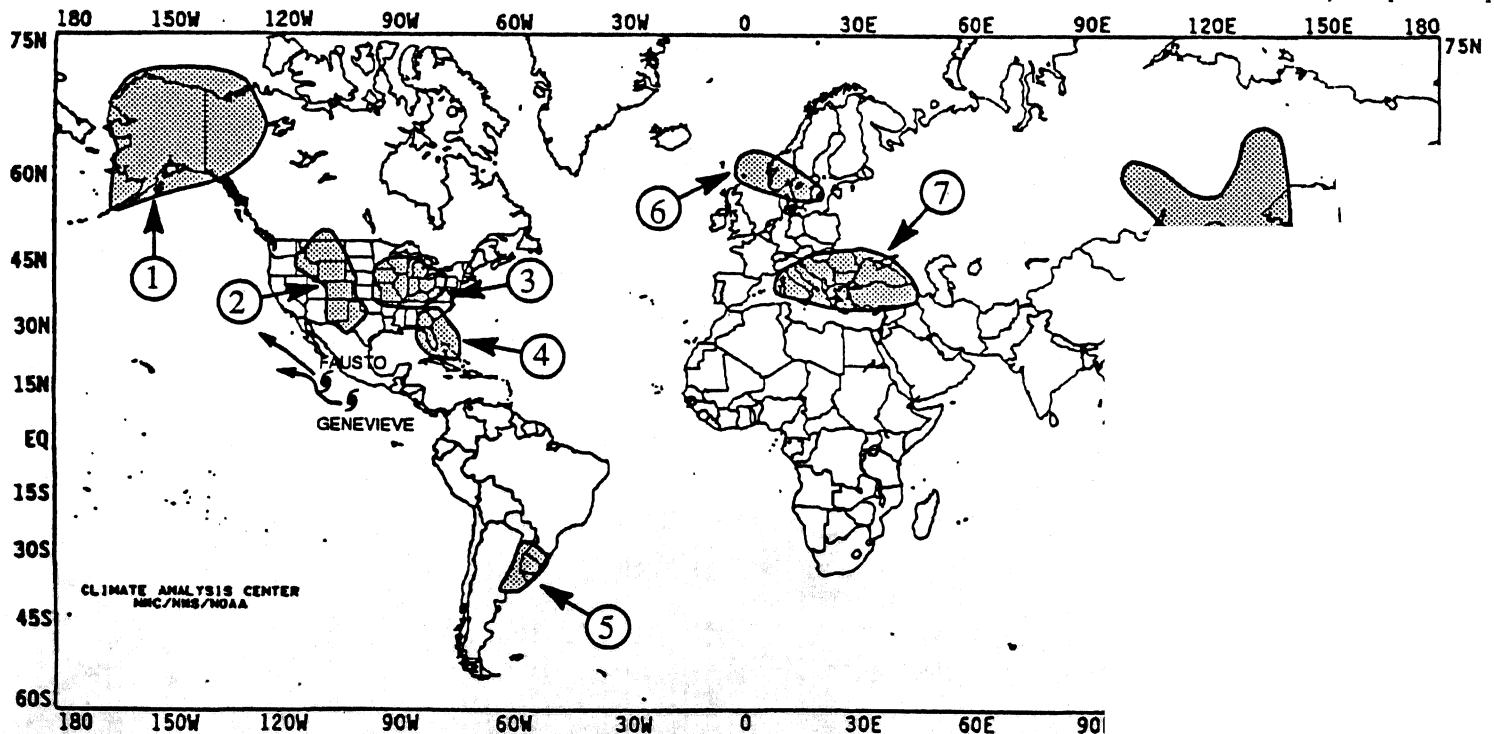 180 150W 120W 90W 60W 30W 0 30E 60E 90E 120E 150E 180
75N 75N
60N
6
7
45N
1
2
3
30N
4
FAUSTO
15N
GENEVIEVE
EQ
15S
30S
CLIMATE ANALYSIS CENTER
NMC/NWS/NOAA
45S
5
60S
180 150W 120W 90W 60W 30W 0 30E 60E